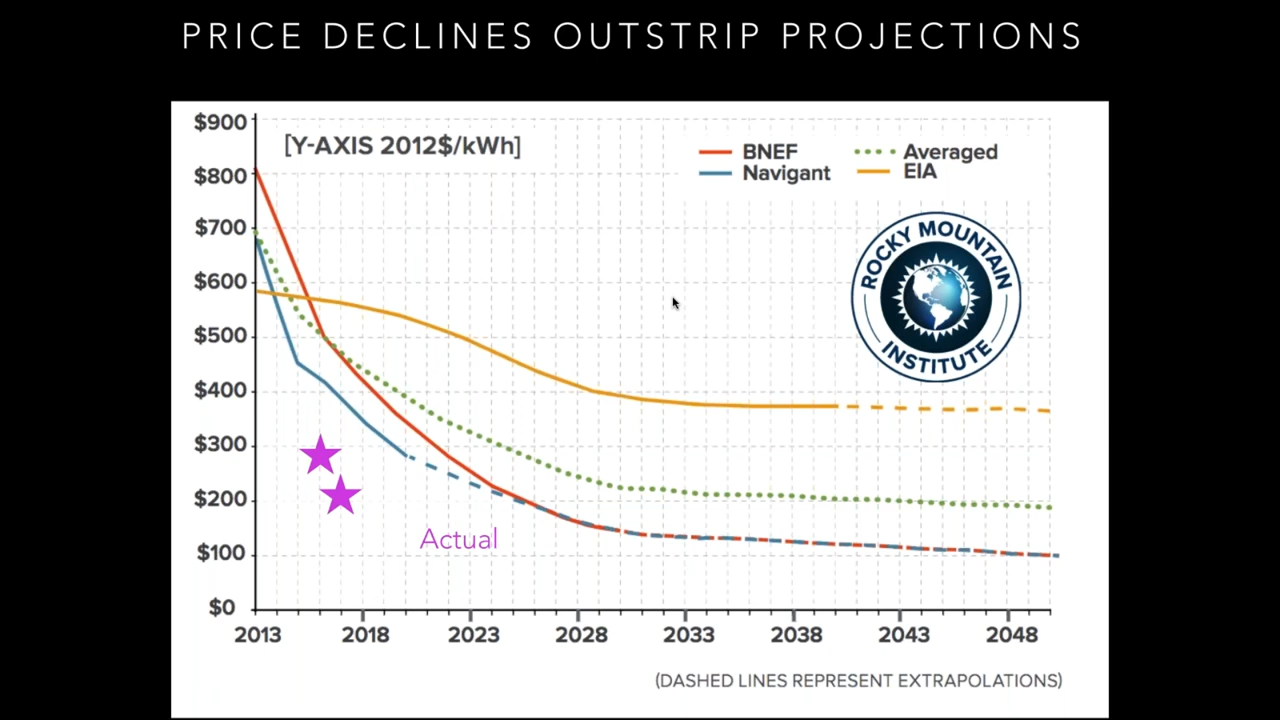 PRICE DECLINES OUTSTRIP PROJECTIONS
$900
[Y-AXIS 2012$/kWh]
BNEF
Averaged
Navigant
EIA
$800
$700
$600
$500
$400
$300
$200
$100
$0
ROCKY MOUNTAIN
INSTITUTE
Actual
2013 2018 2023 2028 2033 2038 2043 2048
(DASHED LINES REPRESENT EXTRAPOLATIONS)